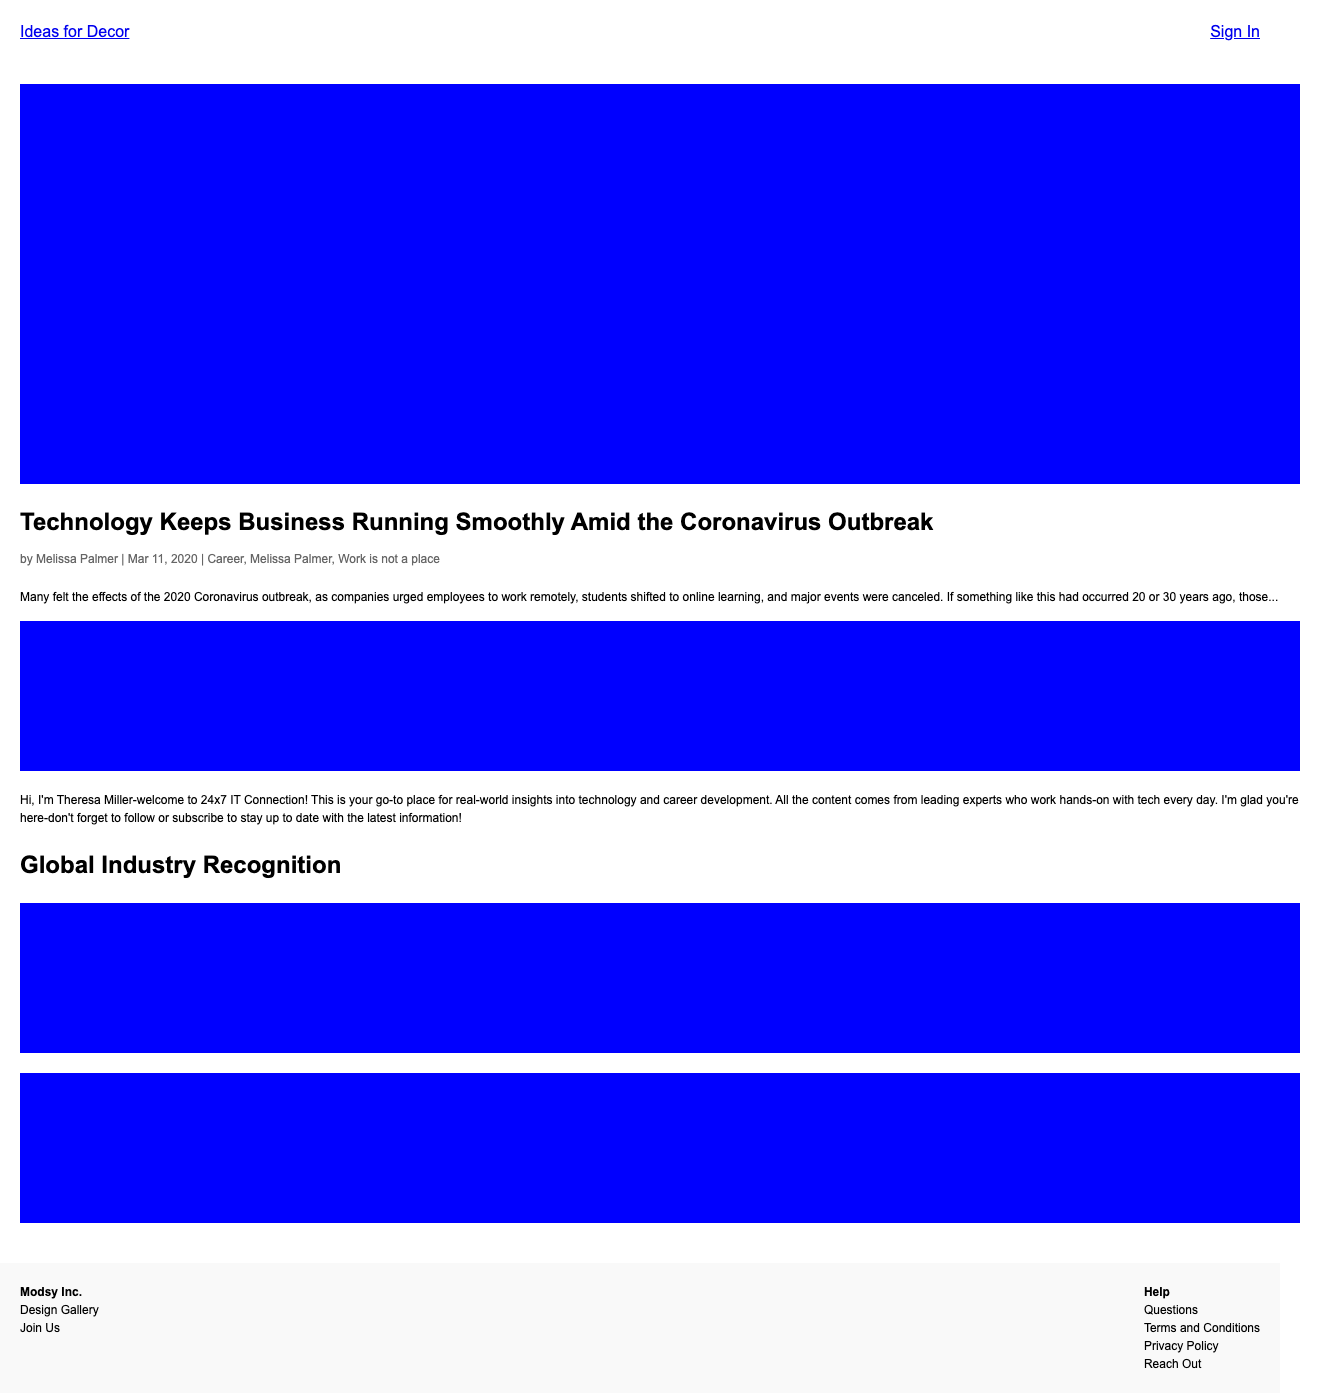 Ideas for Decor
Sign In
Technology Keeps Business Running Smoothly Amid the Coronavirus Outbreak
by Melissa Palmer | Mar 11, 2020 | Career, Melissa Palmer, Work is not a place
Many felt the effects of the 2020 Coronavirus outbreak, as companies urged employees to work remotely, students shifted to online learning, and major events were canceled. If something like this had occurred 20 or 30 years ago, those...
Hi, I'm Theresa Miller-welcome to 24x7 IT Connection! This is your go-to place for real-world insights into technology and career development. All the content comes from leading experts who work hands-on with tech every day. I'm glad you're
here-don't forget to follow or subscribe to stay up to date with the latest information!
Global Industry Recognition
Modsy Inc.
Design Gallery
Join Us
Help
Questions
Terms and Conditions
Privacy Policy
Reach Out